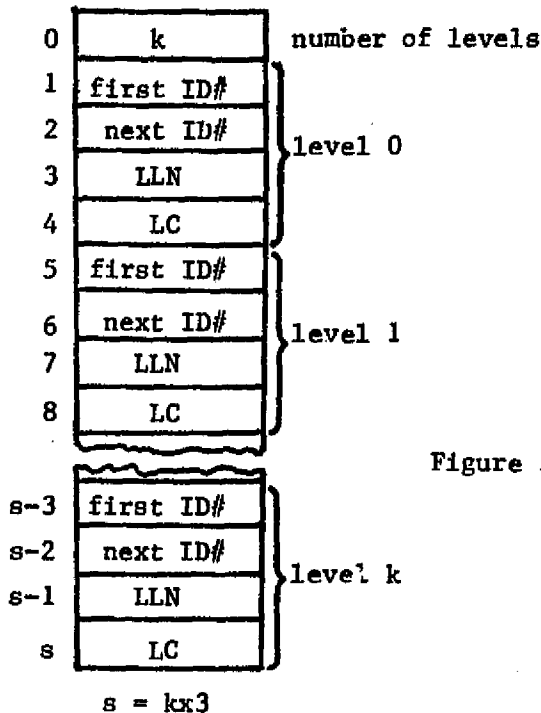 0 k number of levels
1 first ID#
2 next ID#
level 0
3 LLN
4 LC
5 first ID#
6 next ID#
level 1
7 LLN
8 LC
Figure
s-3 first ID#
s-2 next ID#
level k
s-1 LLN
s LC
s = kx3